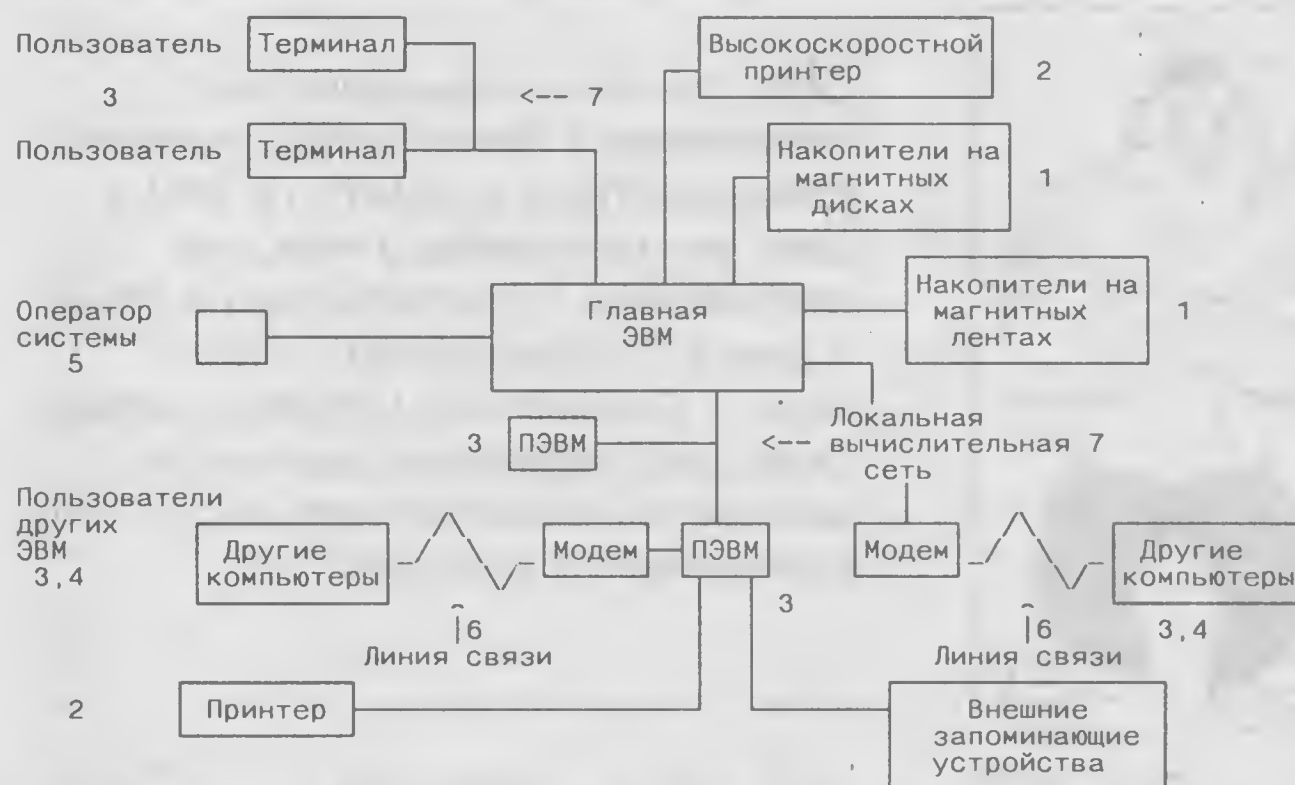 Пользователь
Терминал
Высокоскоростной
принтер
2
3
<-- 7
Пользователь
Терминал
Накопители на
магнитных
дисках
1
Накопители на
магнитных
лентах
1
Оператор
системы
5
Главная
ЭВМ
3
ПЭВМ
<--
Локальная
вычислительная 7
сеть
Пользователи
других
ЭВМ
3,4
Другие
компьютеры
Модем
ПЭВМ
3
Модем
Другие
компьютеры
3,4
6
Линия связи
6
Линия связи
2
Принтер
Внешние
запоминающие
устройства